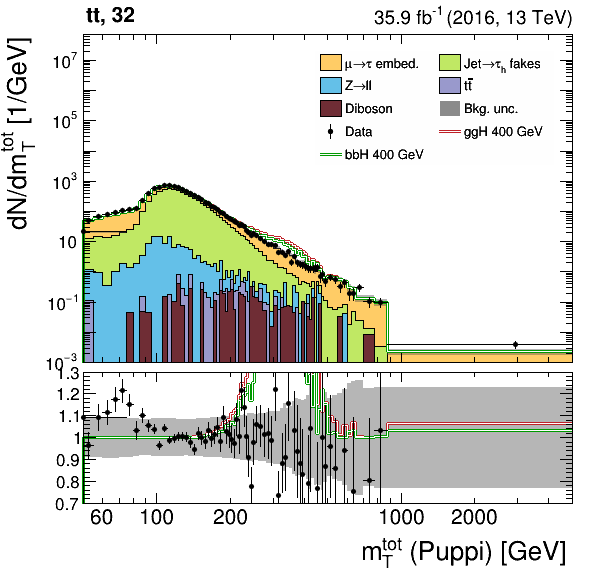 tt, 32
35.9 fb⁻¹ (2016, 13 TeV)
dN/dm_T^tot [1/GeV]
μ→τ embed.
Jet→τ_h fakes
Z→ll
tt̄
Diboson
Bkg. unc.
Data
ggH 400 GeV
bbH 400 GeV
10⁷
10⁵
10³
10
10⁻¹
10⁻³
1.3
1.2
1.1
1.0
0.9
0.8
0.7
60 100 200 1000 2000
m_T^tot (Puppi) [GeV]